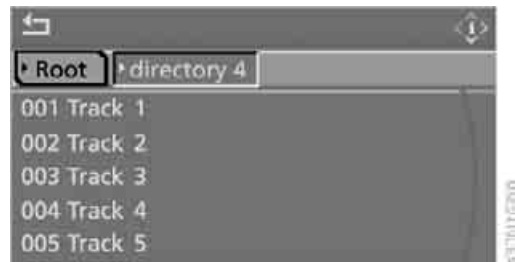 Root directory 4
001 Track 1
002 Track 2
003 Track 3
004 Track 4
005 Track 5